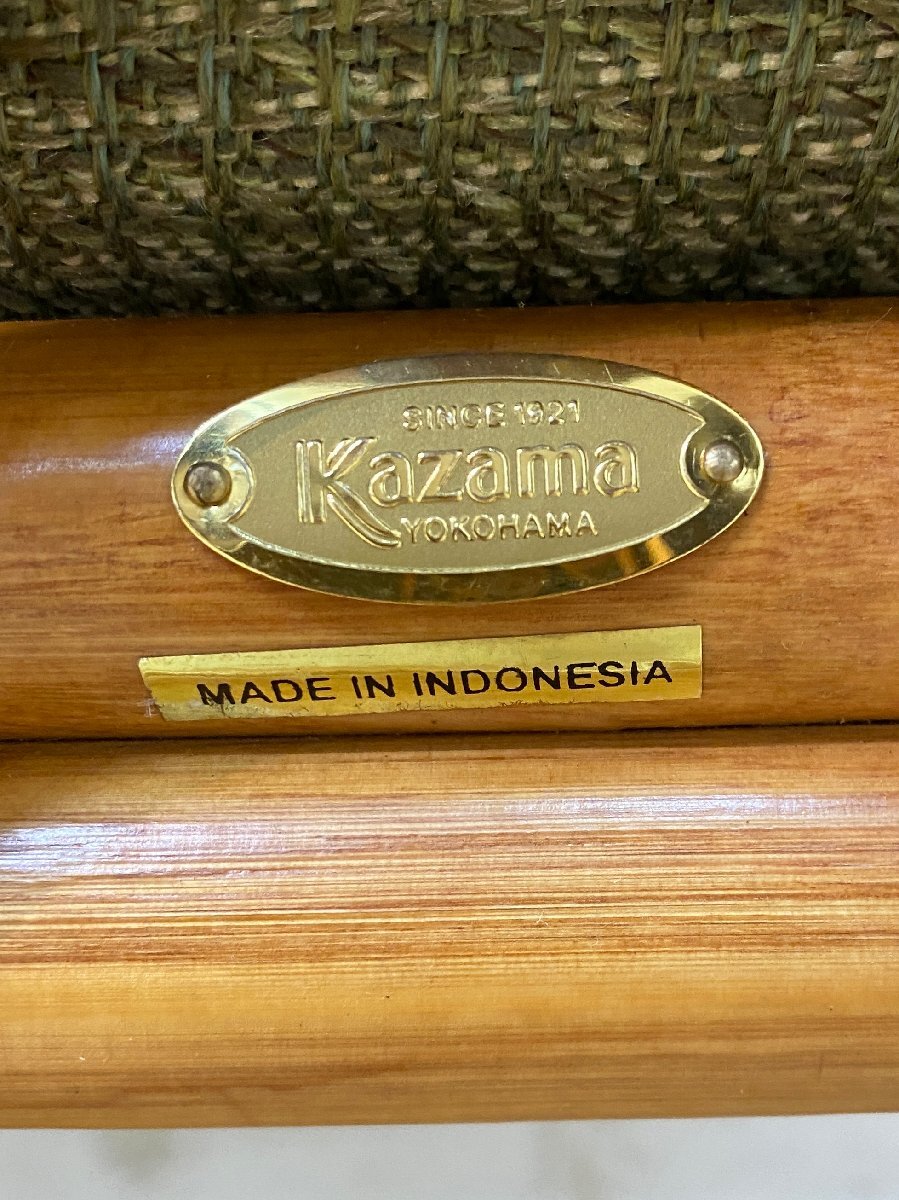 SINCE 1921
Kazama
YOKOHAMA
MADE IN INDONESIA